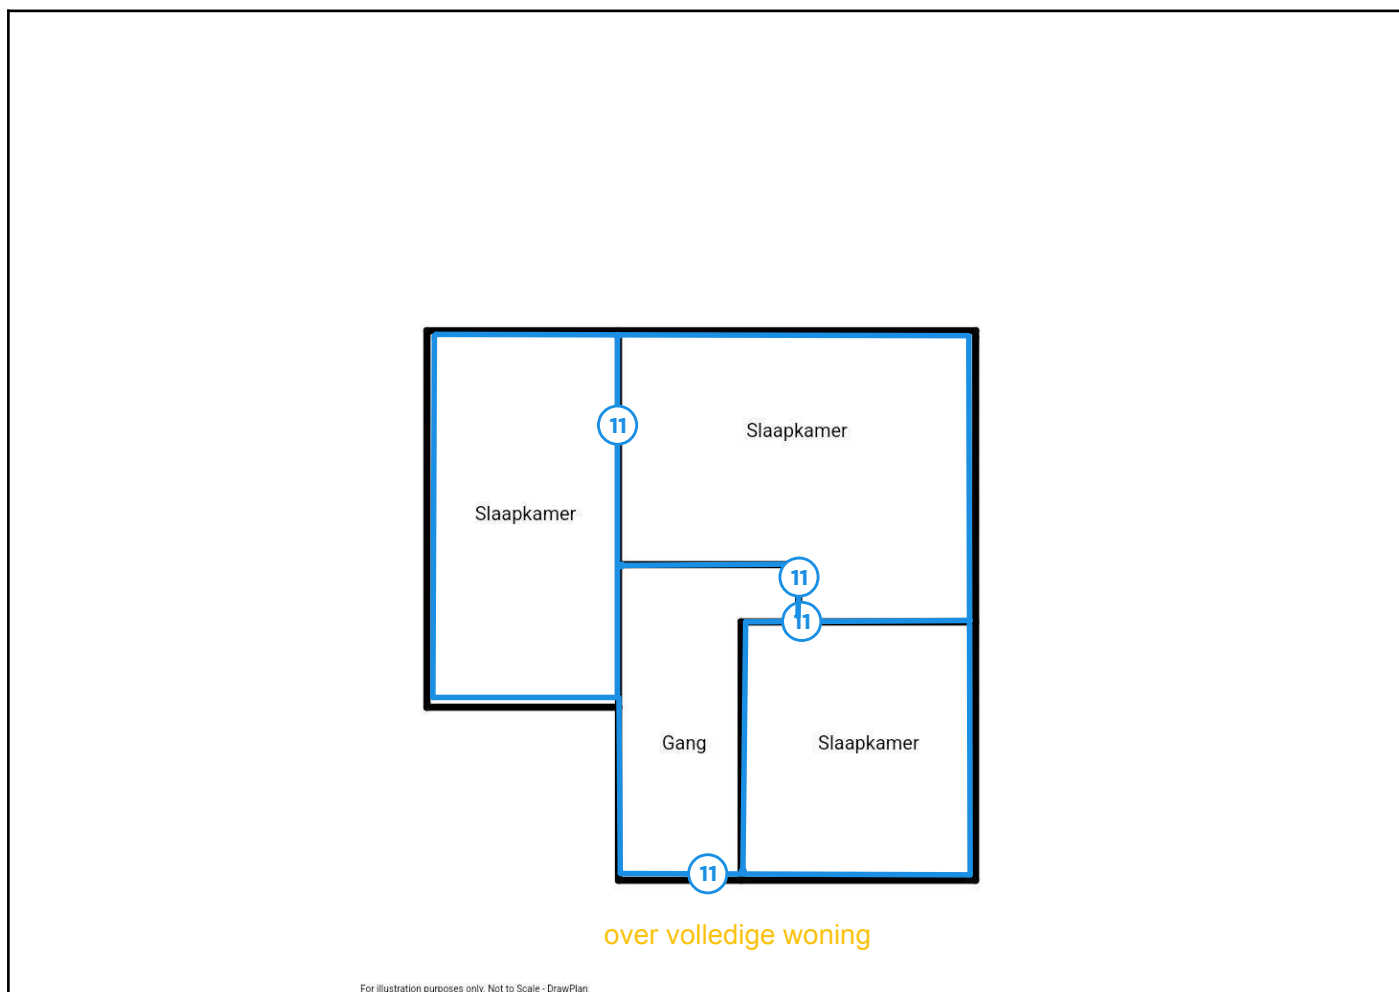 11
Slaapkamer
Slaapkamer
11
11
Gang
Slaapkamer
11
over volledige woning
For illustration purposes only. Not to Scale - DrawPlan